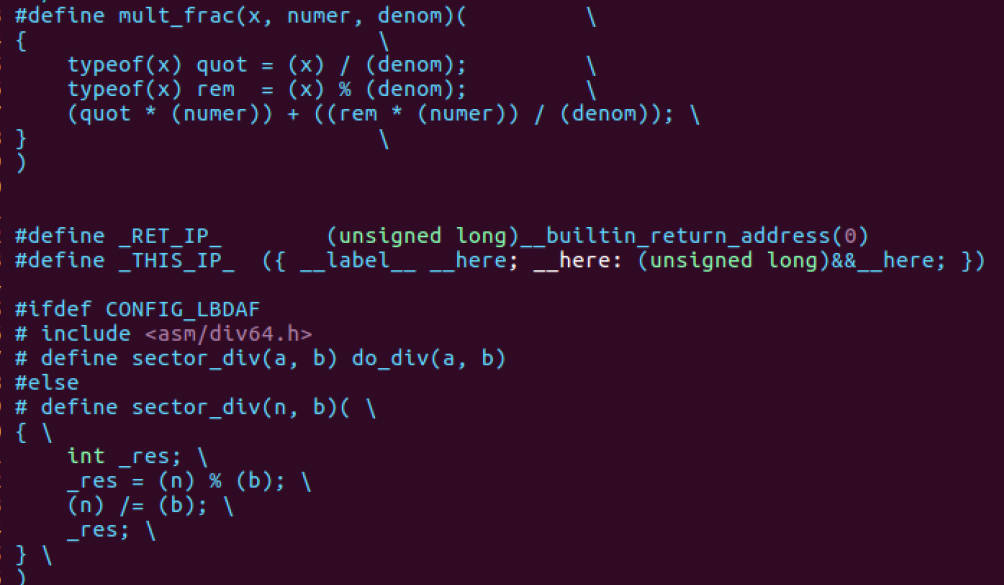 #define mult_frac(x, numer, denom)( \
{ \
typeof(x) quot = (x) / (denom); \
typeof(x) rem = (x) % (denom); \
(quot * (numer)) + ((rem * (numer)) / (denom)); \
} \
)
#define _RET_IP_ (unsigned long)__builtin_return_address(0)
#define _THIS_IP_ ({ __label__ __here; __here: (unsigned long)&&__here; })
#ifdef CONFIG_LBDAF
# include <asm/div64.h>
# define sector_div(a, b) do_div(a, b)
#else
# define sector_div(n, b)( \
{ \
int _res; \
_res = (n) % (b); \
(n) /= (b); \
_res; \
} \
)